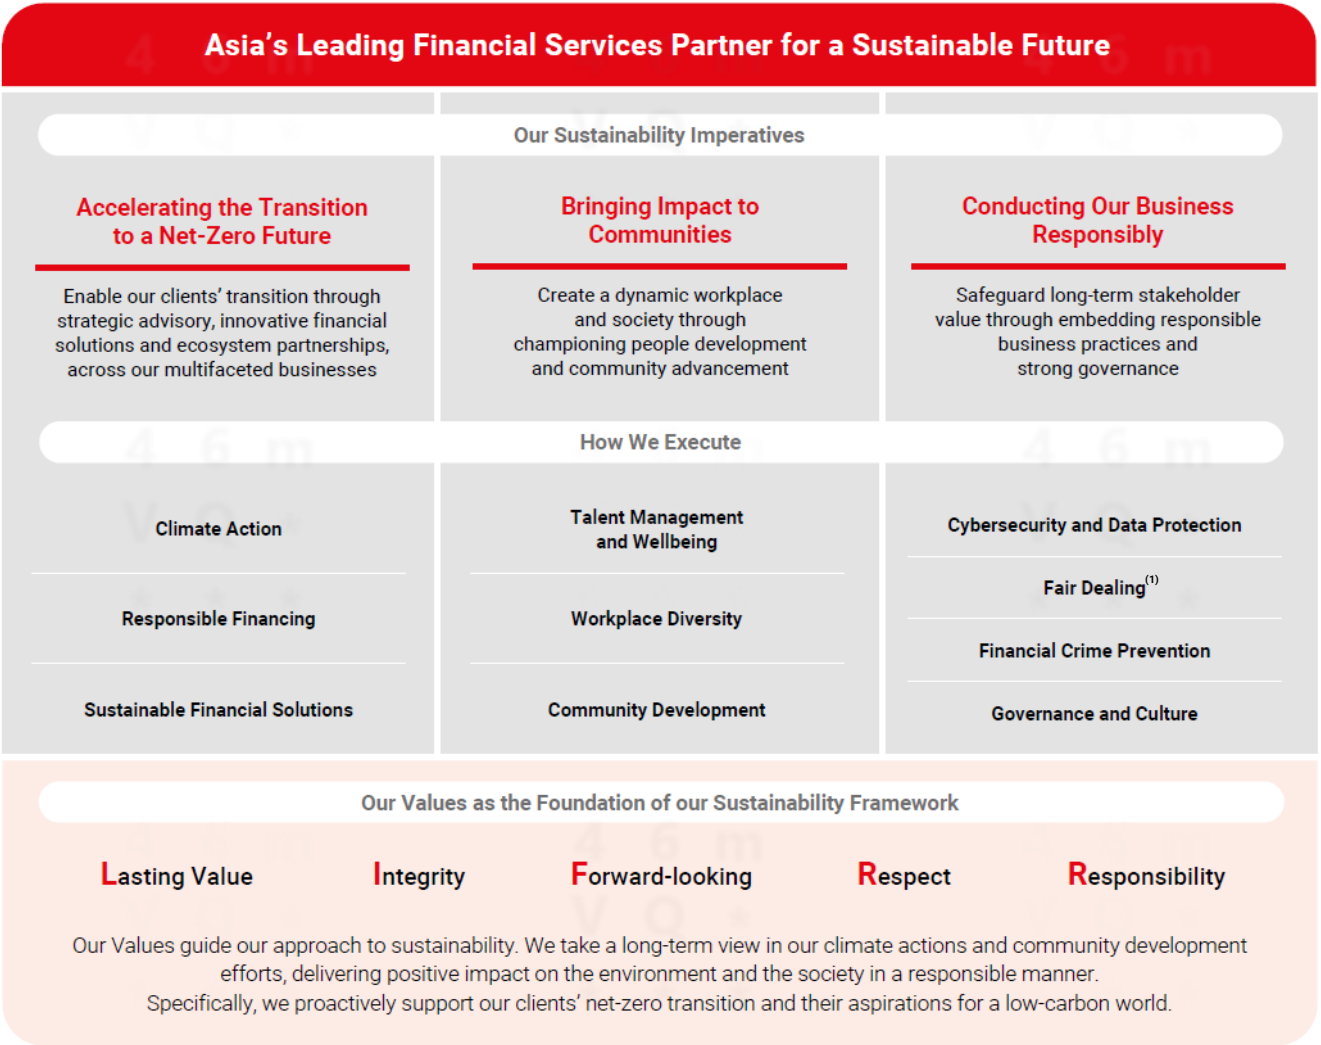 Asia's Leading Financial Services Partner for a Sustainable Future
Our Sustainability Imperatives
Accelerating the Transition
to a Net-Zero Future
Enable our clients' transition through
strategic advisory, innovative financial
solutions and ecosystem partnerships,
across our multifaceted businesses
Bringing Impact to
Communities
Create a dynamic workplace
and society through
championing people development
and community advancement
Conducting Our Business
Responsibly
Safeguard long-term stakeholder
value through embedding responsible
business practices and
strong governance
How We Execute
Climate Action
Responsible Financing
Sustainable Financial Solutions
Talent Management
and Wellbeing
Workplace Diversity
Community Development
Cybersecurity and Data Protection
Fair Dealing(1)
Financial Crime Prevention
Governance and Culture
Our Values as the Foundation of our Sustainability Framework
Lasting Value Integrity Forward-looking Respect Responsibility
Our Values guide our approach to sustainability. We take a long-term view in our climate actions and community development
efforts, delivering positive impact on the environment and the society in a responsible manner.
Specifically, we proactively support our clients' net-zero transition and their aspirations for a low-carbon world.